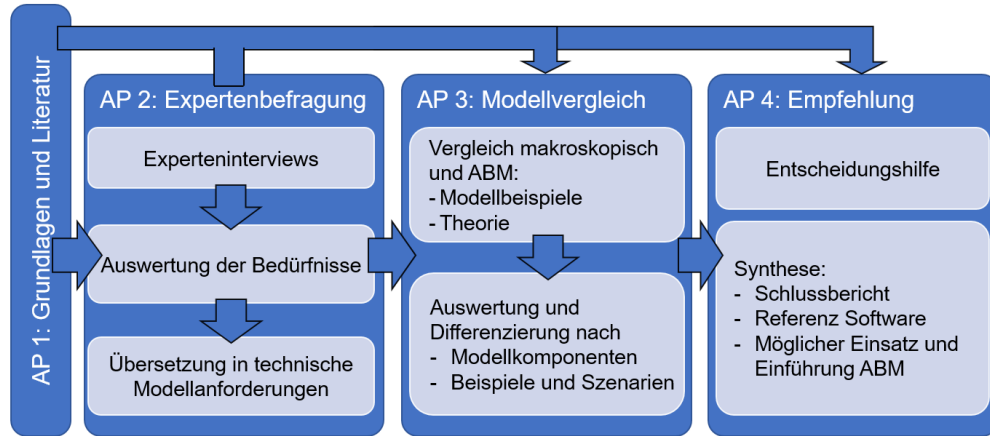 AP 1: Grundlagen und Literatur
AP 2: Expertenbefragung
Experteninterviews
Auswertung der Bedürfnisse
Übersetzung in technische
Modellanforderungen
AP 3: Modellvergleich
Vergleich makroskopisch
und ABM:
- Modellbeispiele
- Theorie
Auswertung und
Differenzierung nach
- Modellkomponenten
- Beispiele und Szenarien
AP 4: Empfehlung
Entscheidungshilfe
Synthese:
- Schlussbericht
- Referenz Software
- Möglicher Einsatz und
Einführung ABM